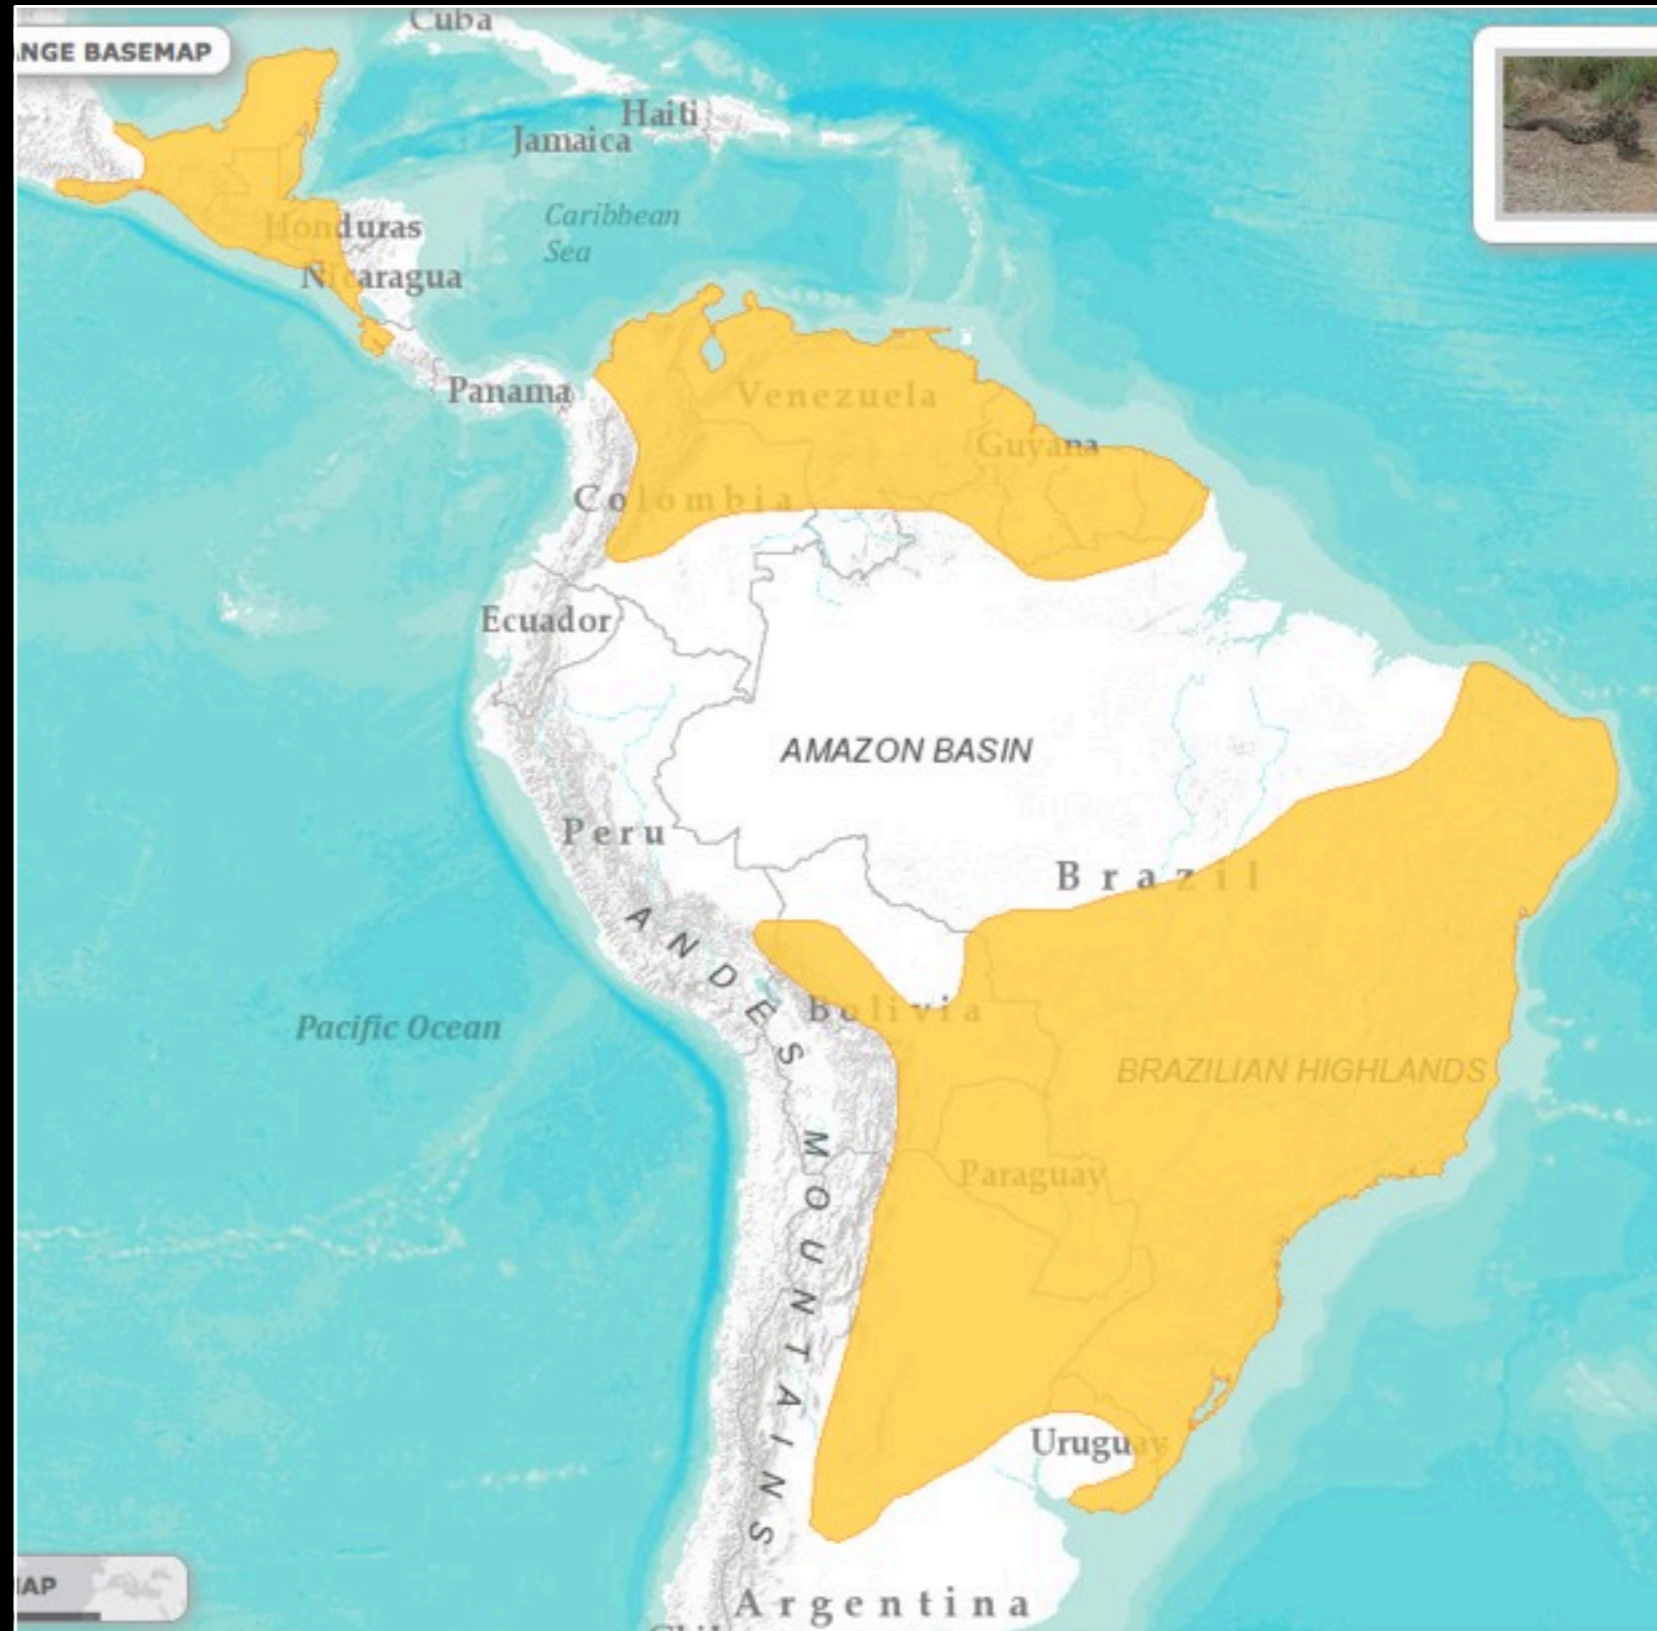 Cuba
NGE BASEMAP
Haiti
Jamaica
Caribbean
Sea
Honduras
Nicaragua
Panama
Venezuela
Guyana
Colombia
Ecuador
AMAZON BASIN
Peru
Brazil
ANDES MOUNTAINS
Bolivia
Pacific Ocean
BRAZILIAN HIGHLANDS
Paraguay
Uruguay
AP
Argentina